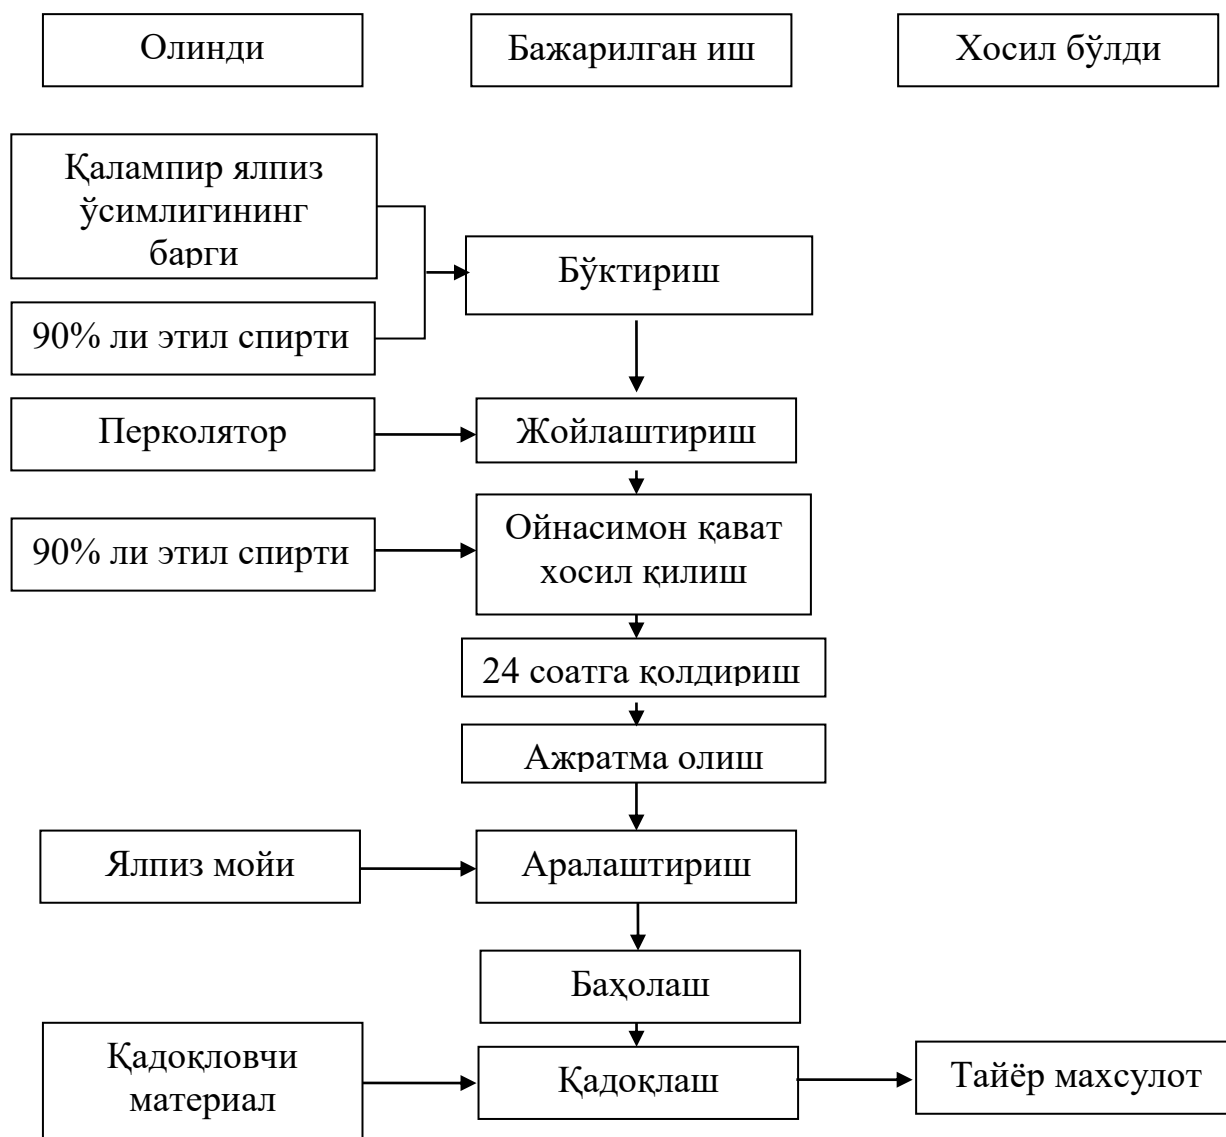 Олинди
Бажарилган иш
Хосил бўлди
Қалампир ялпиз
ўсимлигининг
барги
Бўктириш
90% ли этил спирти
Перколятор
Жойлаштириш
90% ли этил спирти
Ойнасимон қават
хосил қилиш
24 соатга қолдириш
Ажратма олиш
Ялпиз мойи
Аралаштириш
Баҳолаш
Қадоқловчи
материал
Қадоқлаш
Тайёр махсулот